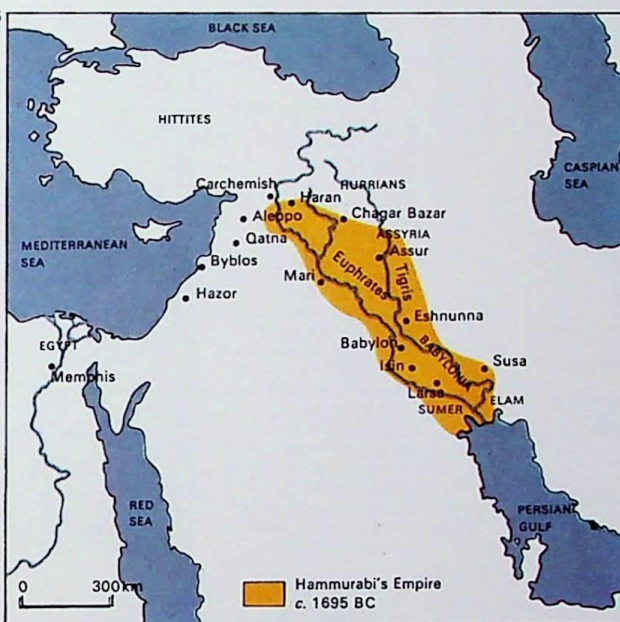 BLACK SEA
HITTITES
CASPIAN
SEA
Carchemish
Haran
HURRIANS
Aleppo
Chagar Bazar
Qatna
ASSYRIA
Assur
MEDITERRANEAN
SEA
Byblos
Mari
Euphrates
Tigris
Hazor
Eshnunna
EGYPT
Babylon
BABYLONIA
Memphis
Isin
Susa
Larsa
ELAM
SUMER
RED
SEA
PERSIAN
GULF
0 300km
Hammurabi's Empire
c. 1695 BC